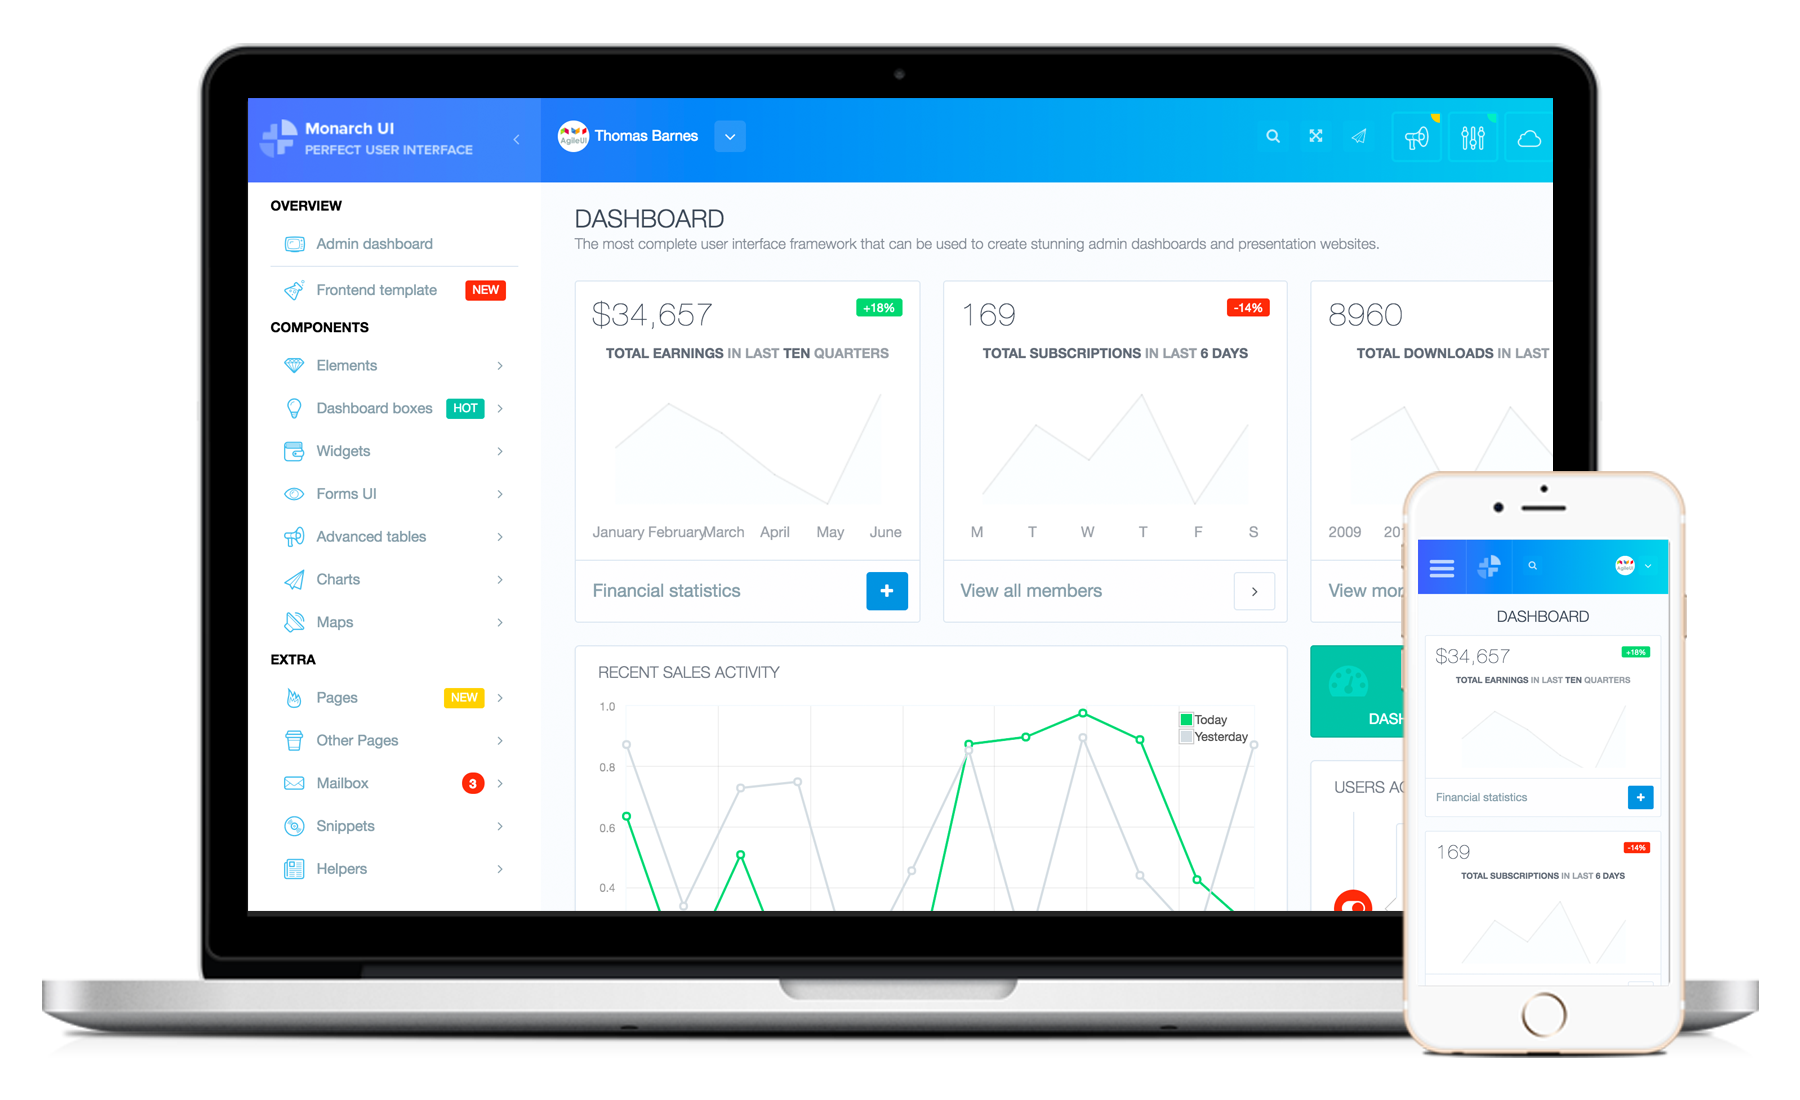 Monarch UI
PERFECT USER INTERFACE
AgileUI
Thomas Barnes
OVERVIEW
Admin dashboard
Frontend template NEW
COMPONENTS
Elements
Dashboard boxes HOT
Widgets
Forms UI
Advanced tables
Charts
Maps
EXTRA
Pages NEW
Other Pages
Mailbox 3
Snippets
Helpers
DASHBOARD
The most complete user interface framework that can be used to create stunning admin dashboards and presentation websites.
$34,657 +18%
TOTAL EARNINGS IN LAST TEN QUARTERS
January February March April May June
Financial statistics
169 -14%
TOTAL SUBSCRIPTIONS IN LAST 6 DAYS
M T W T F S
View all members
8960
TOTAL DOWNLOADS IN LAST
2009 201
View mor
RECENT SALES ACTIVITY
1.0
0.8
0.6
0.4
Today
Yesterday
DASH
USERS AC
AgileUI
DASHBOARD
$34,657 +18%
TOTAL EARNINGS IN LAST TEN QUARTERS
Financial statistics
169 -14%
TOTAL SUBSCRIPTIONS IN LAST 6 DAYS